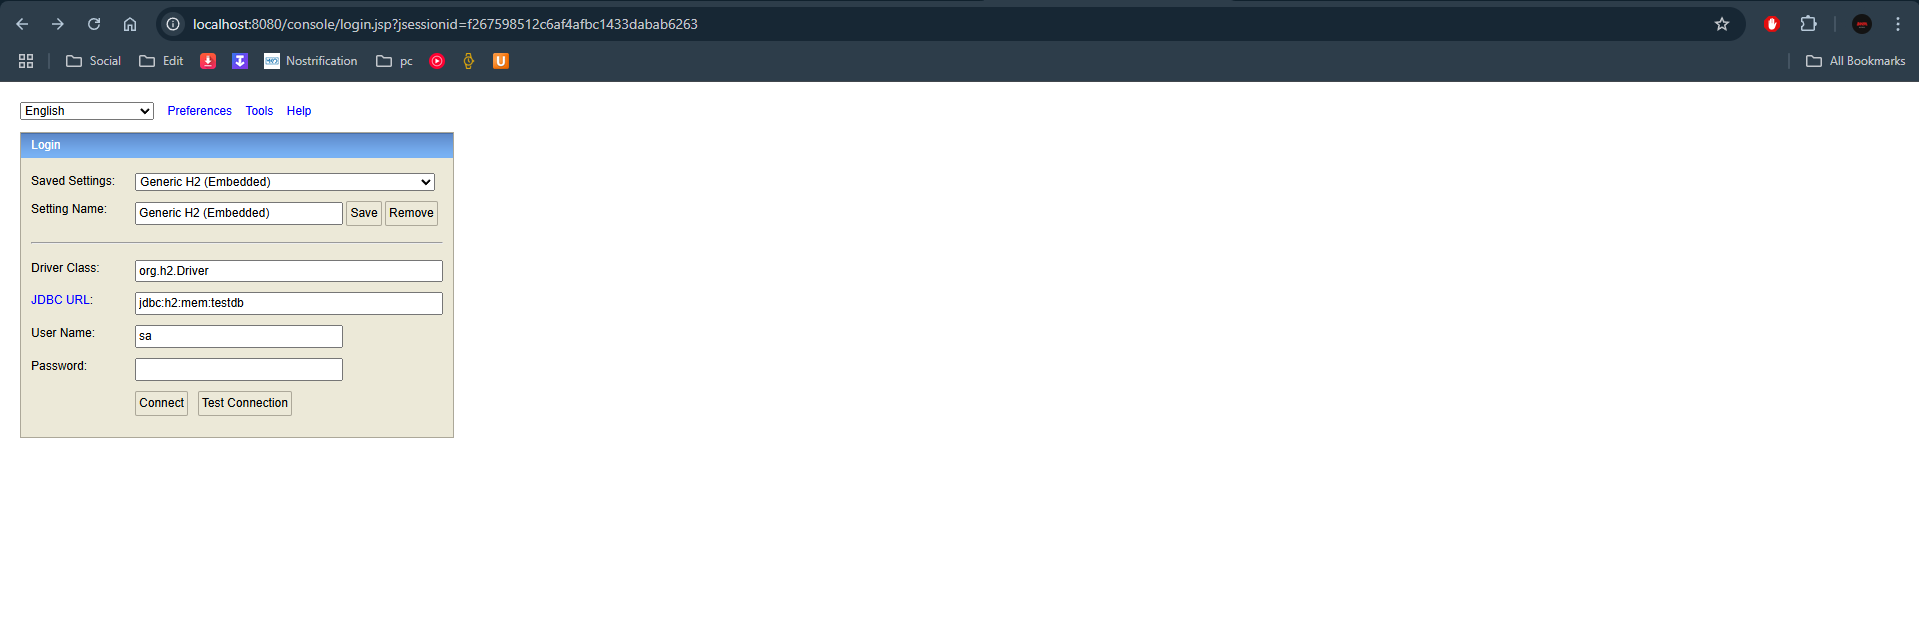 localhost:8080/console/login.jsp?jsessionid=f267598512c6af4afbc1433dabab6263
Social Edit Nostrification pc U All Bookmarks
English Preferences Tools Help
Login
Saved Settings: Generic H2 (Embedded)
Setting Name: Generic H2 (Embedded) Save Remove
Driver Class: org.h2.Driver
JDBC URL: jdbc:h2:mem:testdb
User Name: sa
Password:
Connect Test Connection